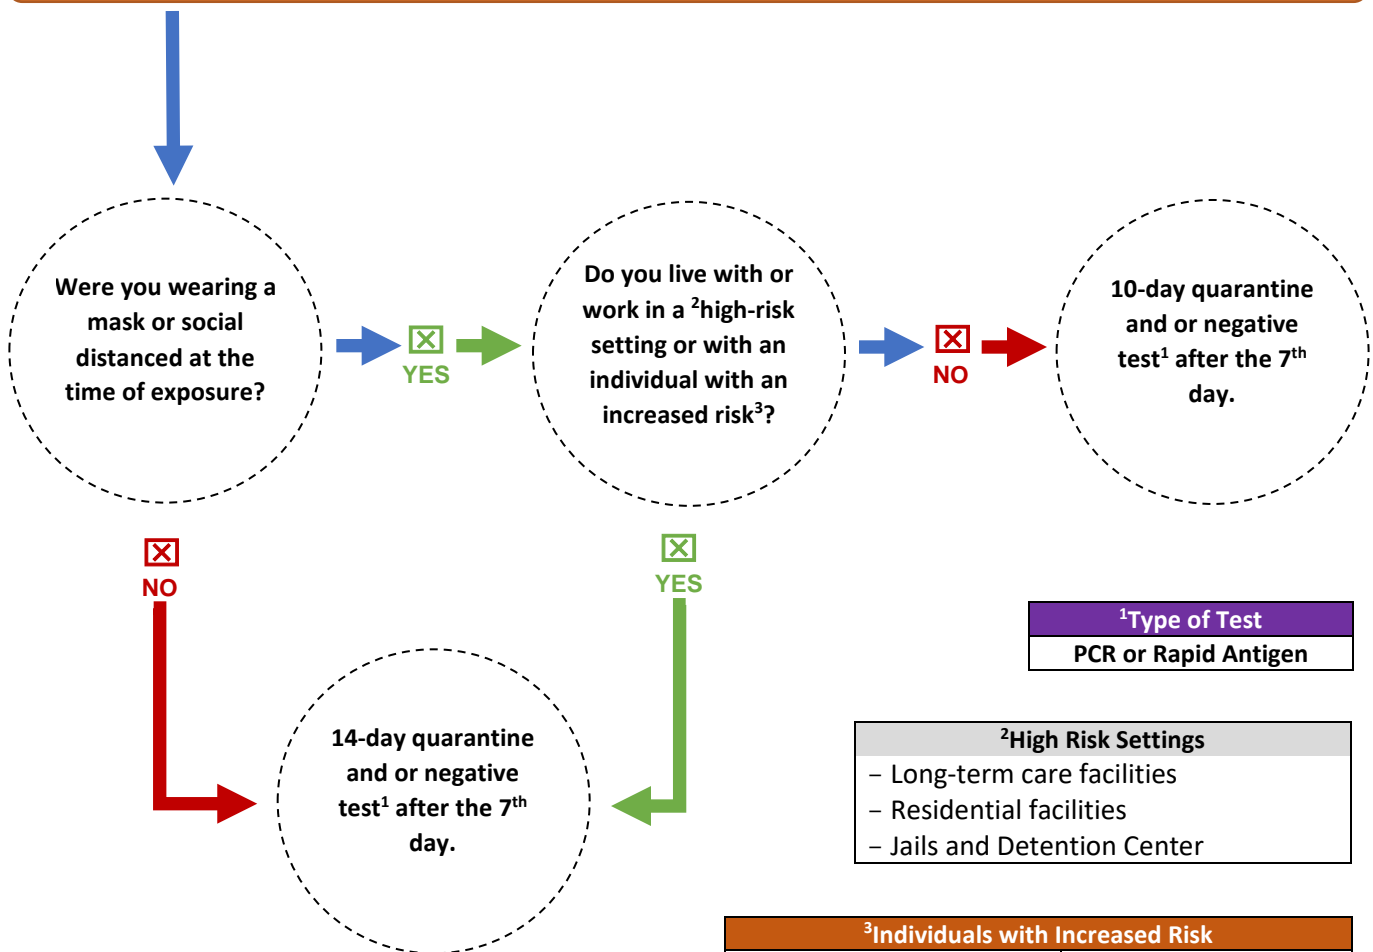 Were you wearing a
mask or social
distanced at the
time of exposure?
YES
Do you live with or
work in a ²high-risk
setting or with an
individual with an
increased risk³?
NO
10-day quarantine
and or negative
test¹ after the 7ᵗʰ
day.
NO
YES
14-day quarantine
and or negative
test¹ after the 7ᵗʰ
day.
¹Type of Test
PCR or Rapid Antigen
²High Risk Settings
– Long-term care facilities
– Residential facilities
– Jails and Detention Center
³Individuals with Increased Risk